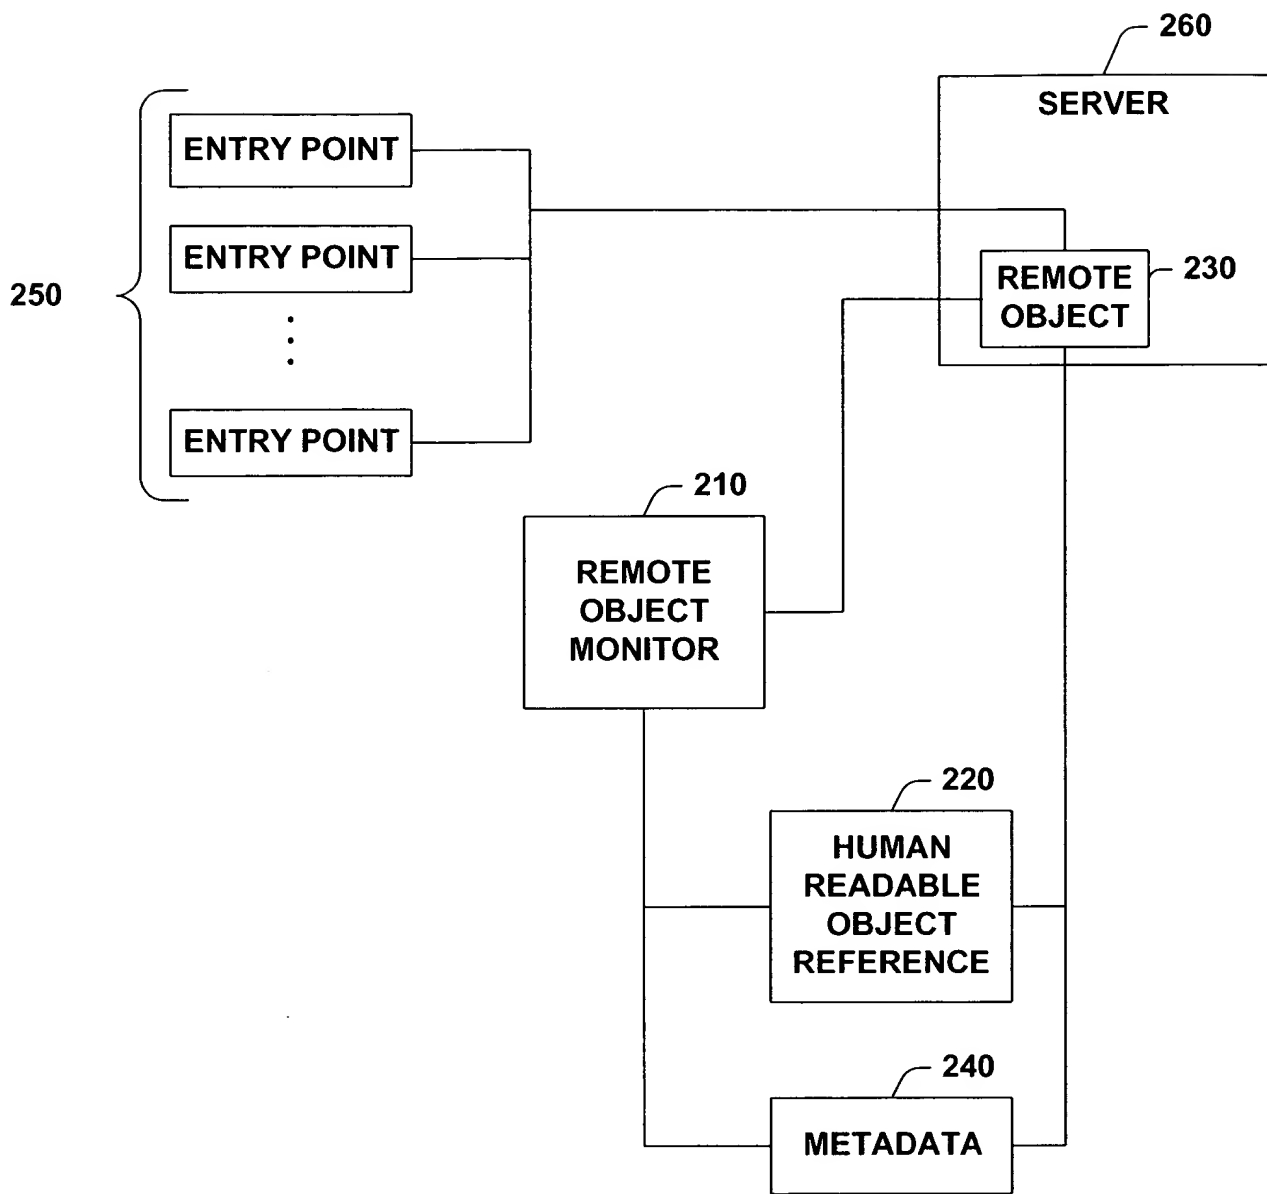 260
SERVER
ENTRY POINT
ENTRY POINT
230
REMOTE
OBJECT
250
ENTRY POINT
210
REMOTE
OBJECT
MONITOR
220
HUMAN
READABLE
OBJECT
REFERENCE
240
METADATA